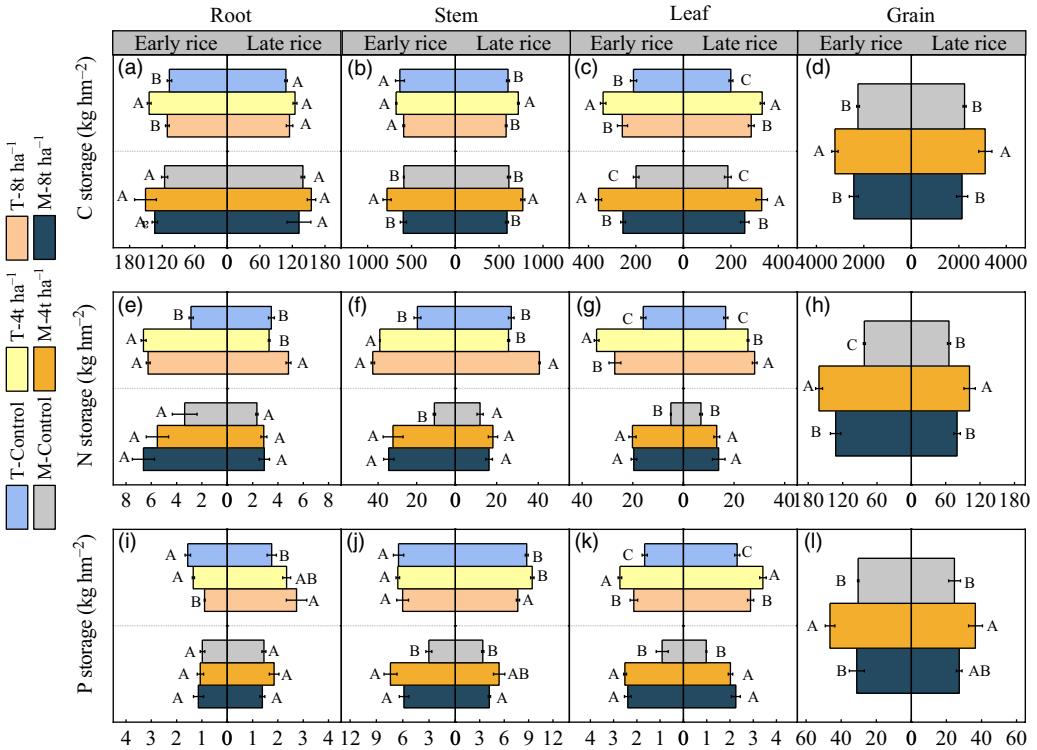 Root Stem Leaf Grain
Early rice Late rice Early rice Late rice Early rice Late rice Early rice Late rice
T-8t ha⁻¹
M-8t ha⁻¹
T-4t ha⁻¹
M-4t ha⁻¹
T-Control
M-Control
C storage (kg hm⁻²)
(a) (b) (c) (d)
B A A B B C
A A A A A A B B
B A A B B B
A A
A A B B C C
A A A A A A B B
A A B B B B
180 120 60 0 60 120 180 1000 500 0 500 1000 400 200 0 200 400 4000 2000 0 2000 4000
N storage (kg hm⁻²)
(e) (f) (g) (h)
B B B B C C
A B A B A B C B
A A A A B A
A A
A A B A B B
A A A A A A B B
A A A A A A
8 6 4 2 0 2 4 6 8 40 20 0 20 40 40 20 0 20 40 180 120 60 0 60 120 180
P storage (kg hm⁻²)
(i) (j) (k) (l)
A B A B C C
A AB A B A A B B
B A A A B B
A A
A A B B B B
A A A AB A A B AB
A A A A A A
4 3 2 1 0 1 2 3 4 12 9 6 3 0 3 6 9 12 4 3 2 1 0 1 2 3 4 60 40 20 0 20 40 60